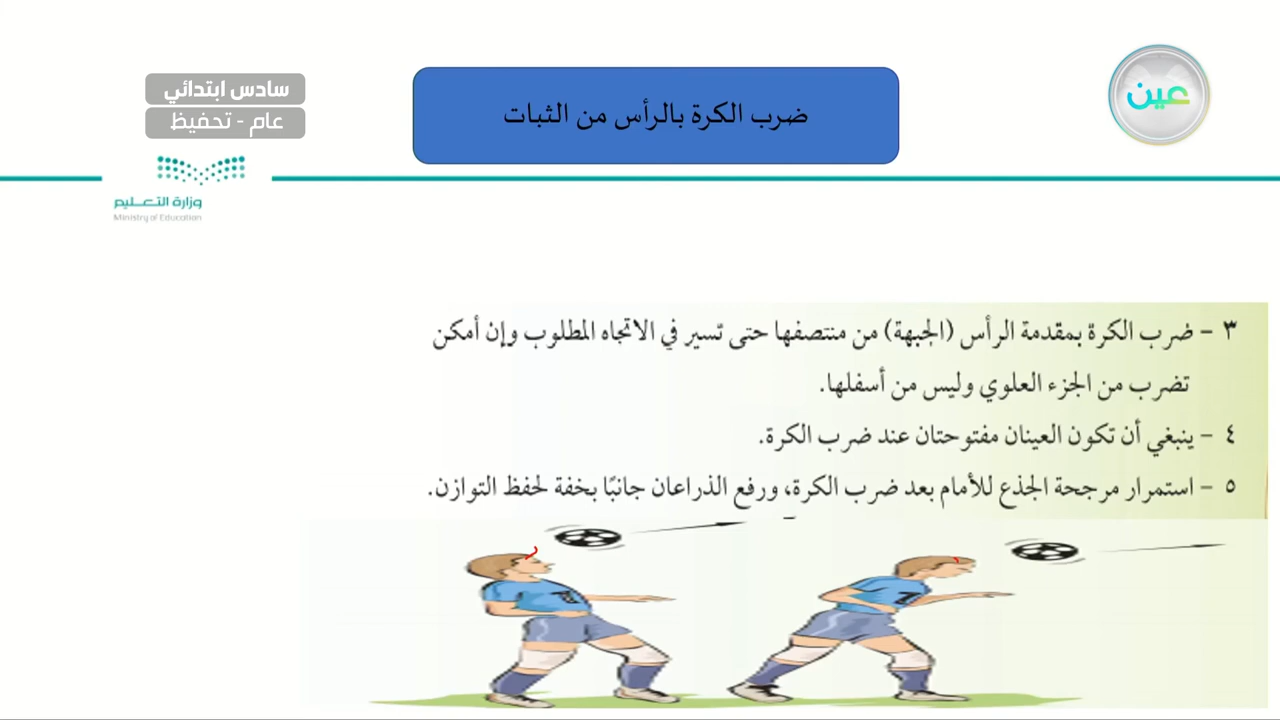 عين
ضرب الكرة بالرأس من الثبات
سادس ابتدائي
عام - تحفيظ
وزارة التعـــليم
Ministry of Education
٣ - ضرب الكرة بمقدمة الرأس (الجبهة) من منتصفها حتى تسير في الاتجاه المطلوب وإن أمكن
تضرب من الجزء العلوي وليس من أسفلها.
٤ - ينبغي أن تكون العينان مفتوحتان عند ضرب الكرة.
٥ - استمرار مرجحة الجذع للأمام بعد ضرب الكرة، ورفع الذراعان جانبًا بخفة لحفظ التوازن.